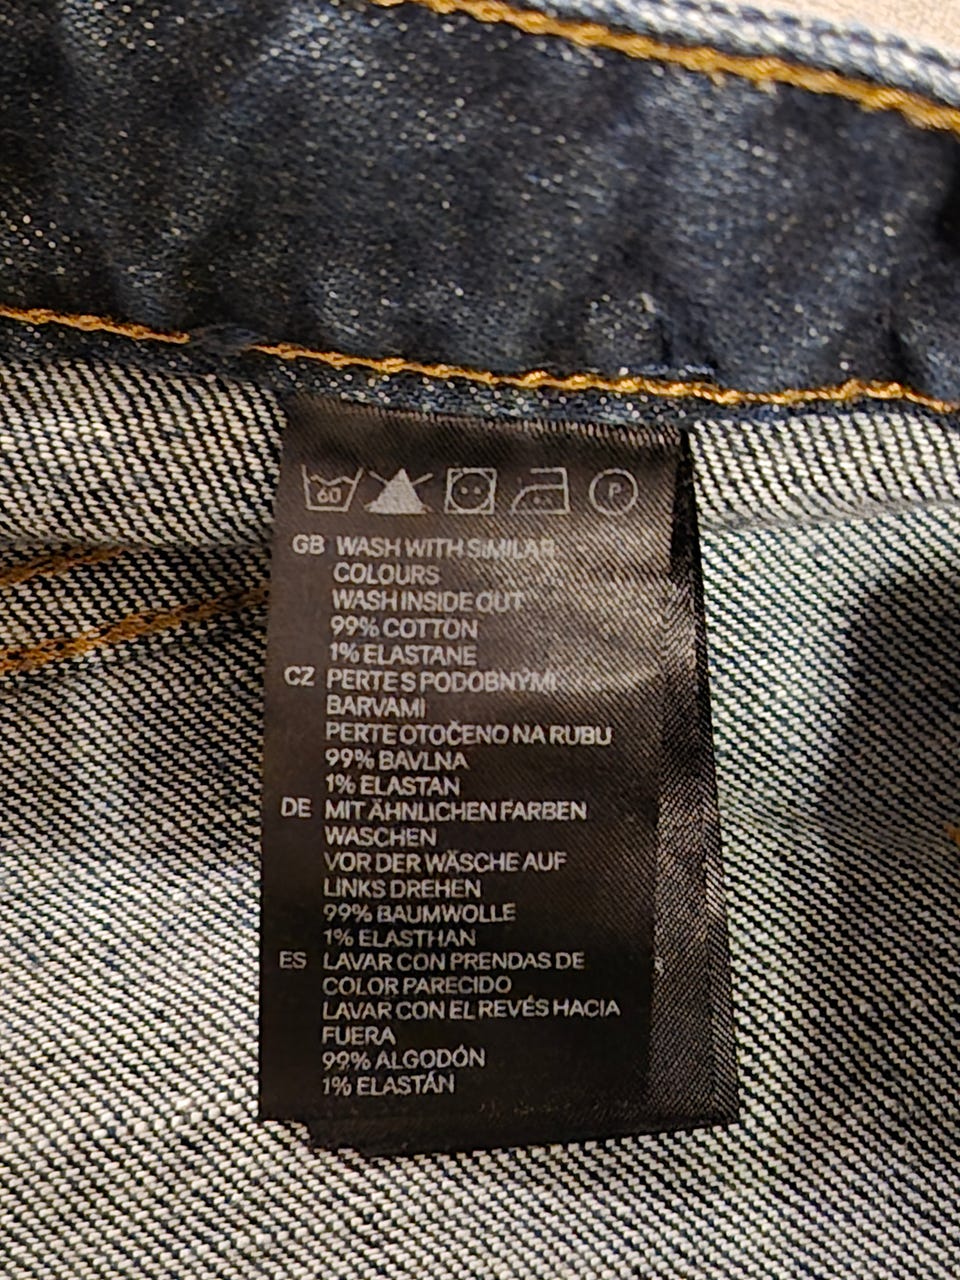 60 P
GB WASH WITH SIMILAR
COLOURS
WASH INSIDE OUT
99% COTTON
1% ELASTANE
CZ PERTE S PODOBNÝMI
BARVAMI
PERTE OTOČENO NA RUBU
99% BAVLNA
1% ELASTAN
DE MIT ÄHNLICHEN FARBEN
WASCHEN
VOR DER WÄSCHE AUF
LINKS DREHEN
99% BAUMWOLLE
1% ELASTHAN
ES LAVAR CON PRENDAS DE
COLOR PARECIDO
LAVAR CON EL REVÉS HACIA
FUERA
99% ALGODÓN
1% ELASTÁN